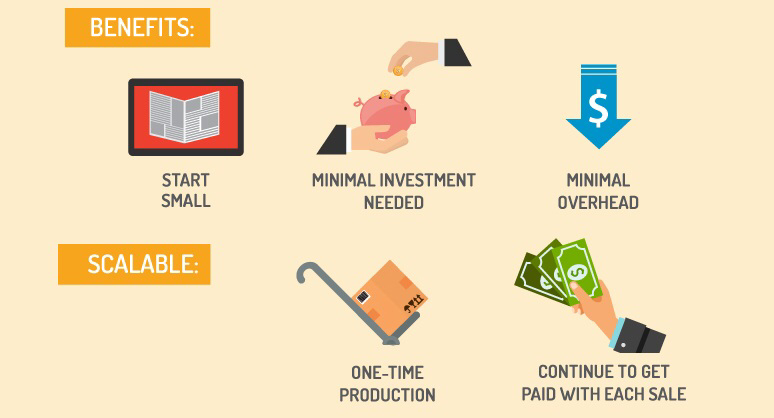 BENEFITS:
START
SMALL
MINIMAL INVESTMENT
NEEDED
MINIMAL
OVERHEAD
$
SCALABLE:
ONE-TIME
PRODUCTION
CONTINUE TO GET
PAID WITH EACH SALE